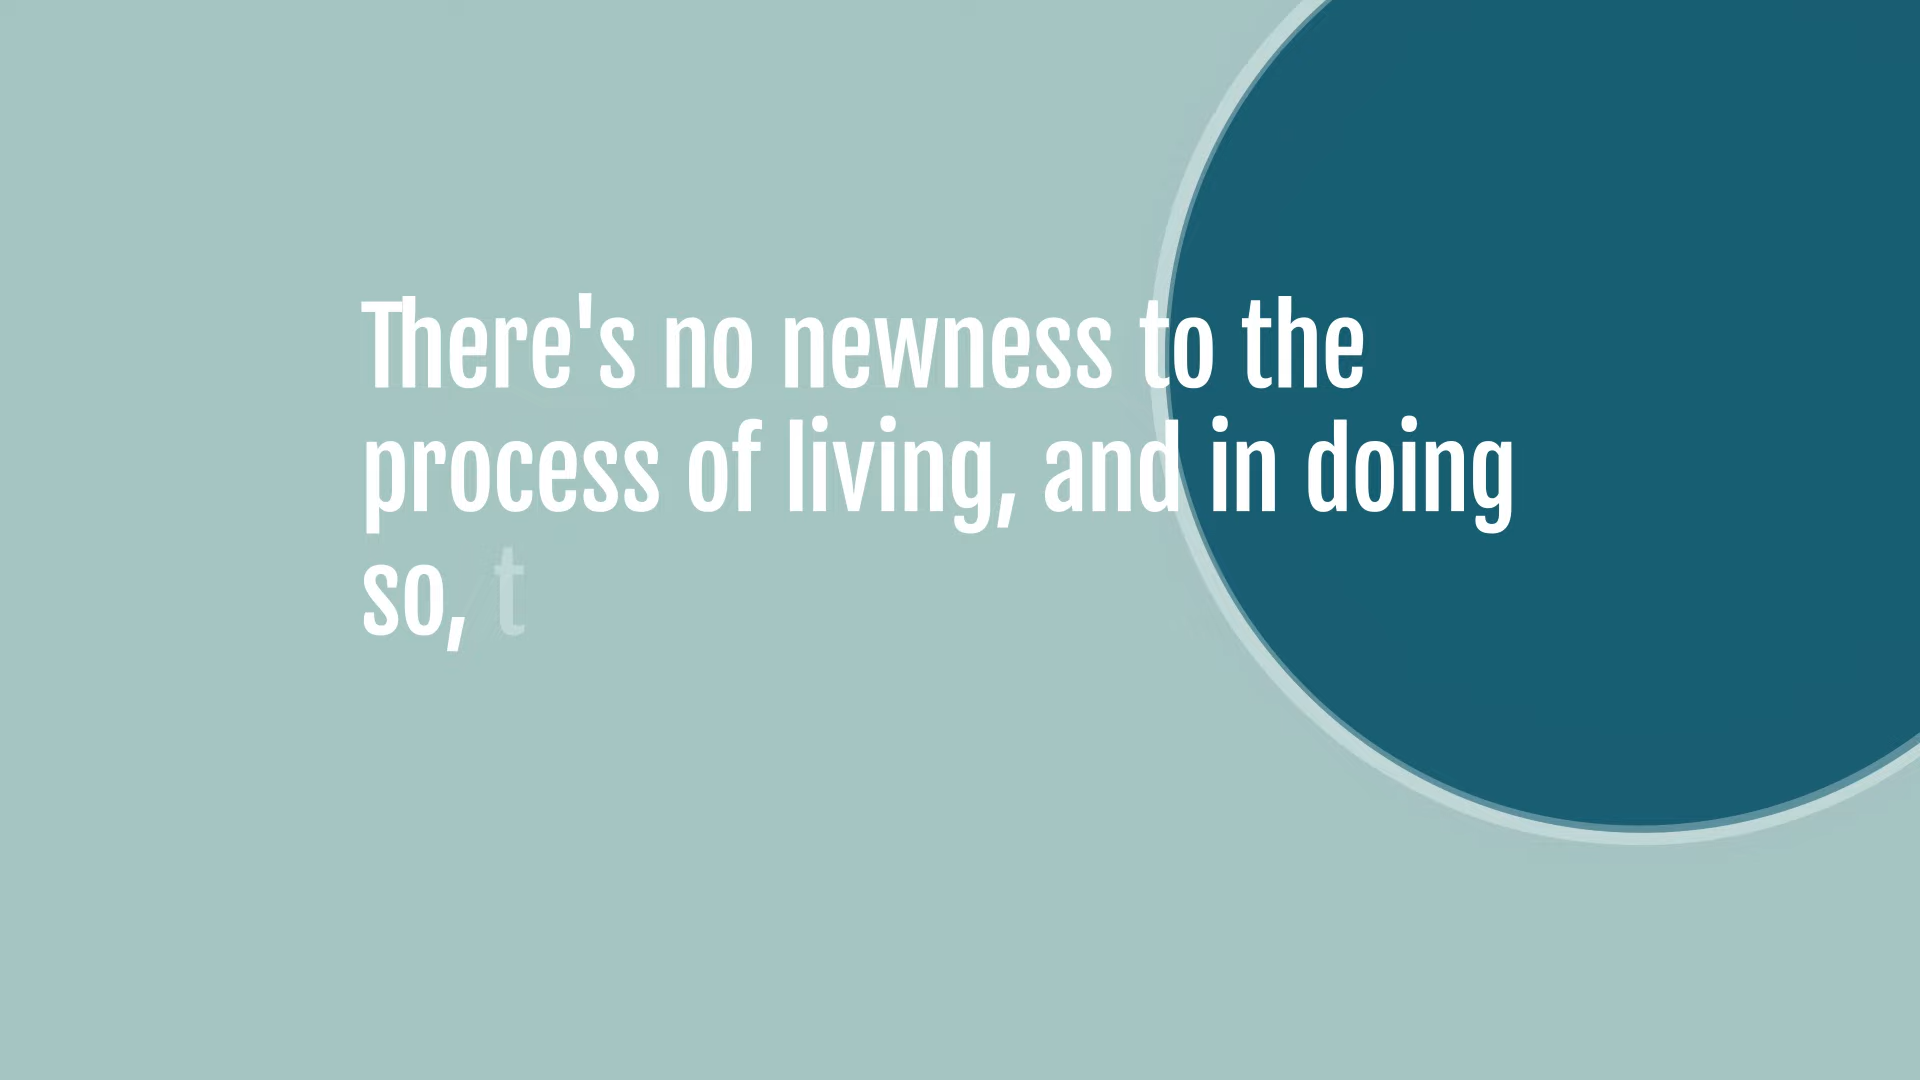 There's no newness to the
process of living, and in doing
so, t